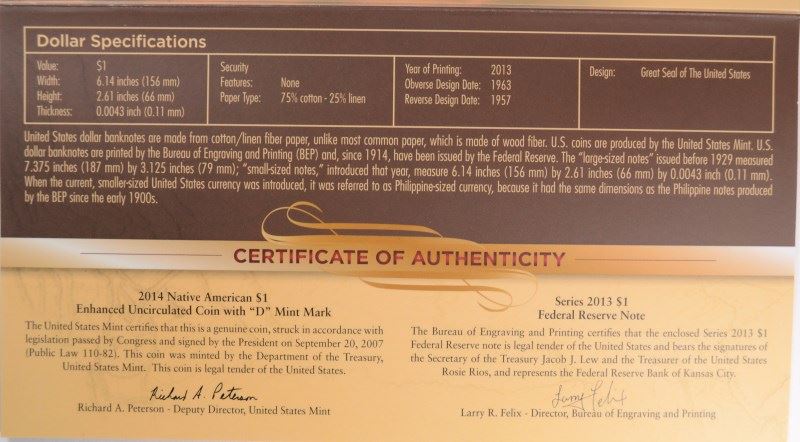 Dollar Specifications
Value: $1
Width: 6.14 inches (156 mm)
Height: 2.61 inches (66 mm)
Thickness: 0.0043 inch (0.11 mm)
Security
Features: None
Paper Type: 75% cotton - 25% linen
Year of Printing: 2013
Obverse Design Date: 1963
Reverse Design Date: 1957
Design: Great Seal of The United States
United States dollar banknotes are made from cotton/linen fiber paper, unlike most common paper, which is made of wood fiber. U.S. coins are produced by the United States Mint. U.S.
dollar banknotes are printed by the Bureau of Engraving and Printing (BEP) and, since 1914, have been issued by the Federal Reserve. The "large-sized notes" issued before 1929 measured
7.375 inches (187 mm) by 3.125 inches (79 mm); "small-sized notes," introduced that year, measure 6.14 inches (156 mm) by 2.61 inches (66 mm) by 0.0043 inch (0.11 mm).
When the current, smaller-sized United States currency was introduced, it was referred to as Philippine-sized currency, because it had the same dimensions as the Philippine notes produced
by the BEP since the early 1900s.
CERTIFICATE OF AUTHENTICITY
2014 Native American $1
Enhanced Uncirculated Coin with "D" Mint Mark
The United States Mint certifies that this is a genuine coin, struck in accordance with
legislation passed by Congress and signed by the President on September 20, 2007
(Public Law 110-82). This coin was minted by the Department of the Treasury,
United States Mint. This coin is legal tender of the United States.
Richard A. Peterson
Richard A. Peterson - Deputy Director, United States Mint
Series 2013 $1
Federal Reserve Note
The Bureau of Engraving and Printing certifies that the enclosed Series 2013 $1
Federal Reserve note is legal tender of the United States and bears the signatures of
the Secretary of the Treasury Jacob J. Lew and the Treasurer of the United States
Rosie Rios, and represents the Federal Reserve Bank of Kansas City.
Larry Felix
Larry R. Felix - Director, Bureau of Engraving and Printing